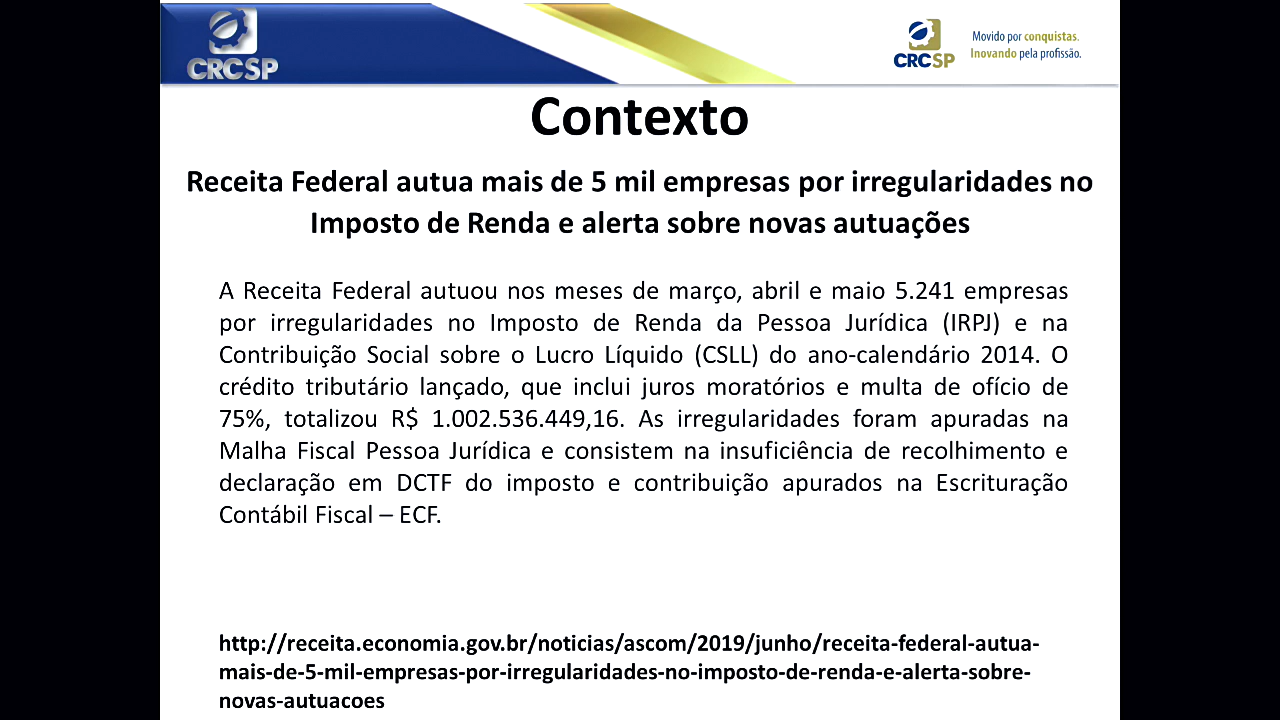 CRCSP
CRCSP
Movido por conquistas.
Inovando pela profissão.
Contexto
Receita Federal autua mais de 5 mil empresas por irregularidades no
Imposto de Renda e alerta sobre novas autuações
A Receita Federal autuou nos meses de março, abril e maio 5.241 empresas
por irregularidades no Imposto de Renda da Pessoa Jurídica (IRPJ) e na
Contribuição Social sobre o Lucro Líquido (CSLL) do ano-calendário 2014. O
crédito tributário lançado, que inclui juros moratórios e multa de ofício de
75%, totalizou R$ 1.002.536.449,16. As irregularidades foram apuradas na
Malha Fiscal Pessoa Jurídica e consistem na insuficiência de recolhimento e
declaração em DCTF do imposto e contribuição apurados na Escrituração
Contábil Fiscal – ECF.
http://receita.economia.gov.br/noticias/ascom/2019/junho/receita-federal-autua-
mais-de-5-mil-empresas-por-irregularidades-no-imposto-de-renda-e-alerta-sobre-
novas-autuacoes